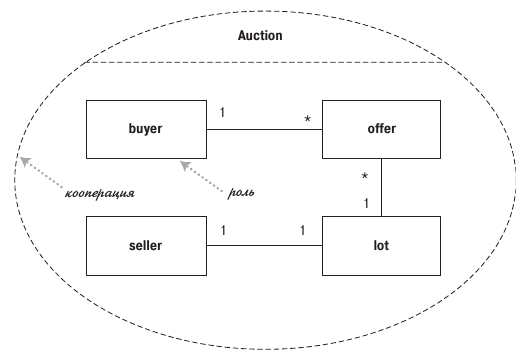 Auction
buyer
1
*
offer
кооперация
роль
*
1
seller
1
1
lot